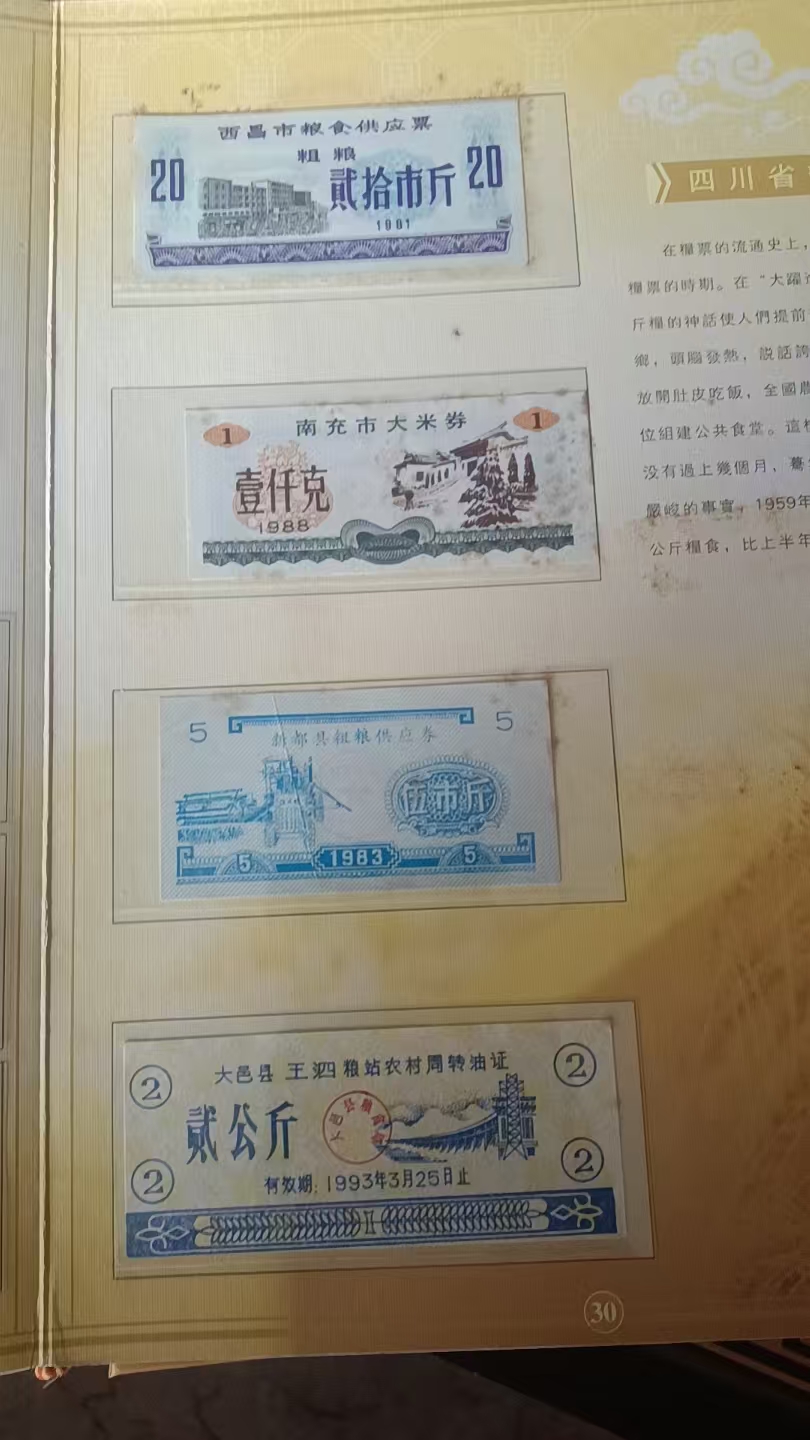 西昌市粮食供应票
粗粮
20
贰拾市斤
20
1981
南充市大米券
1
1
壹仟克
1988
5
5
新都县粗粮供应券
伍市斤
5
1983
5
大邑县 王泗 粮站农村周转油证
2
2
贰公斤
大邑县粮食
2
2
有效期:1993年3月25日止
30
四川省
在糧票的流通史上，
糧票的時期。在“大躍
斤糧的神話使人們提前
鄉，頭腦發熱，説話
放開肚皮吃飯，全國
位組建公共食堂。這
没有過上幾個月，
嚴峻的事實，1959年
公斤糧食，比上半年